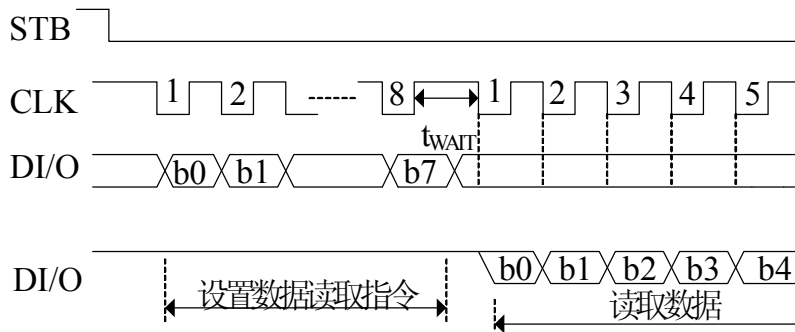 STB
CLK 1 2 8 1 2 3 4 5
tWAIT
DI/O b0 b1 b7
DI/O b0 b1 b2 b3 b4
设置数据读取指令 读取数据